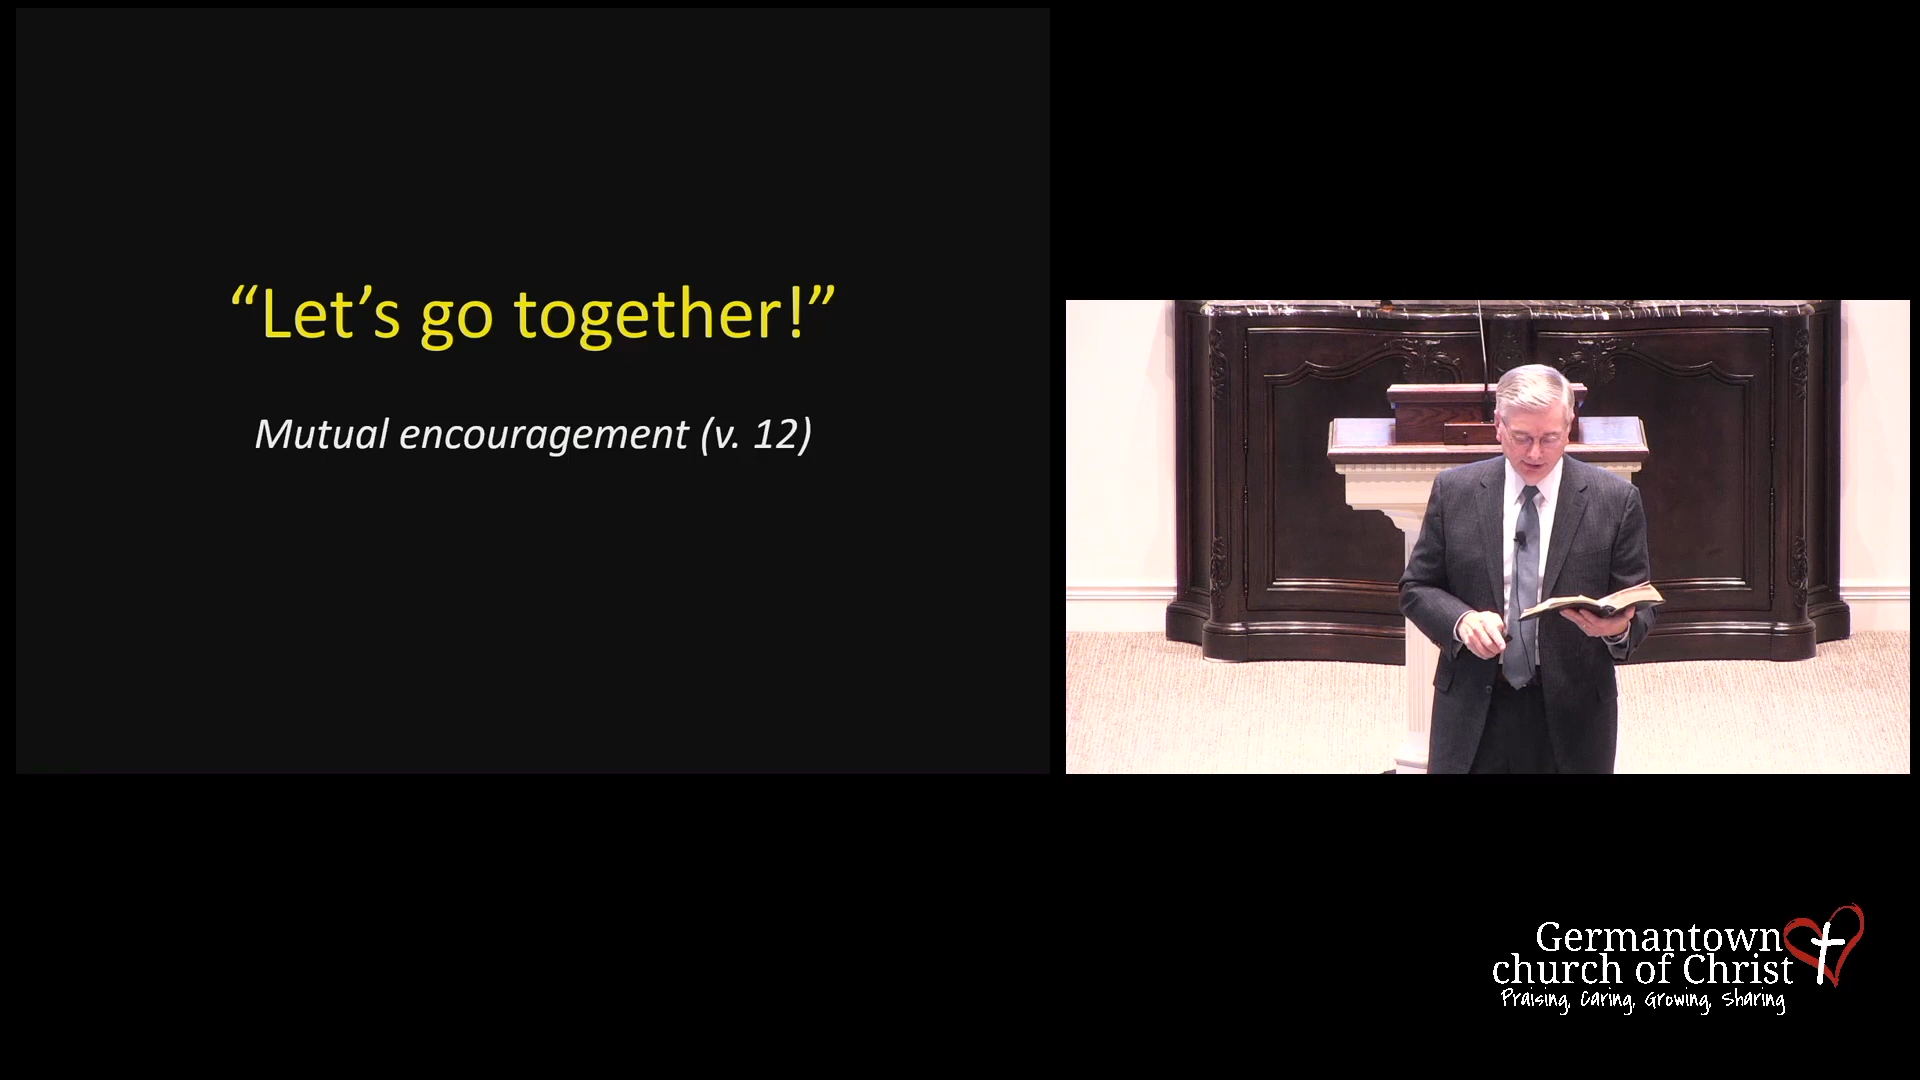 “Let’s go together!”
Mutual encouragement (v. 12)
Germantown
church of Christ
Praising, Caring, Growing, Sharing